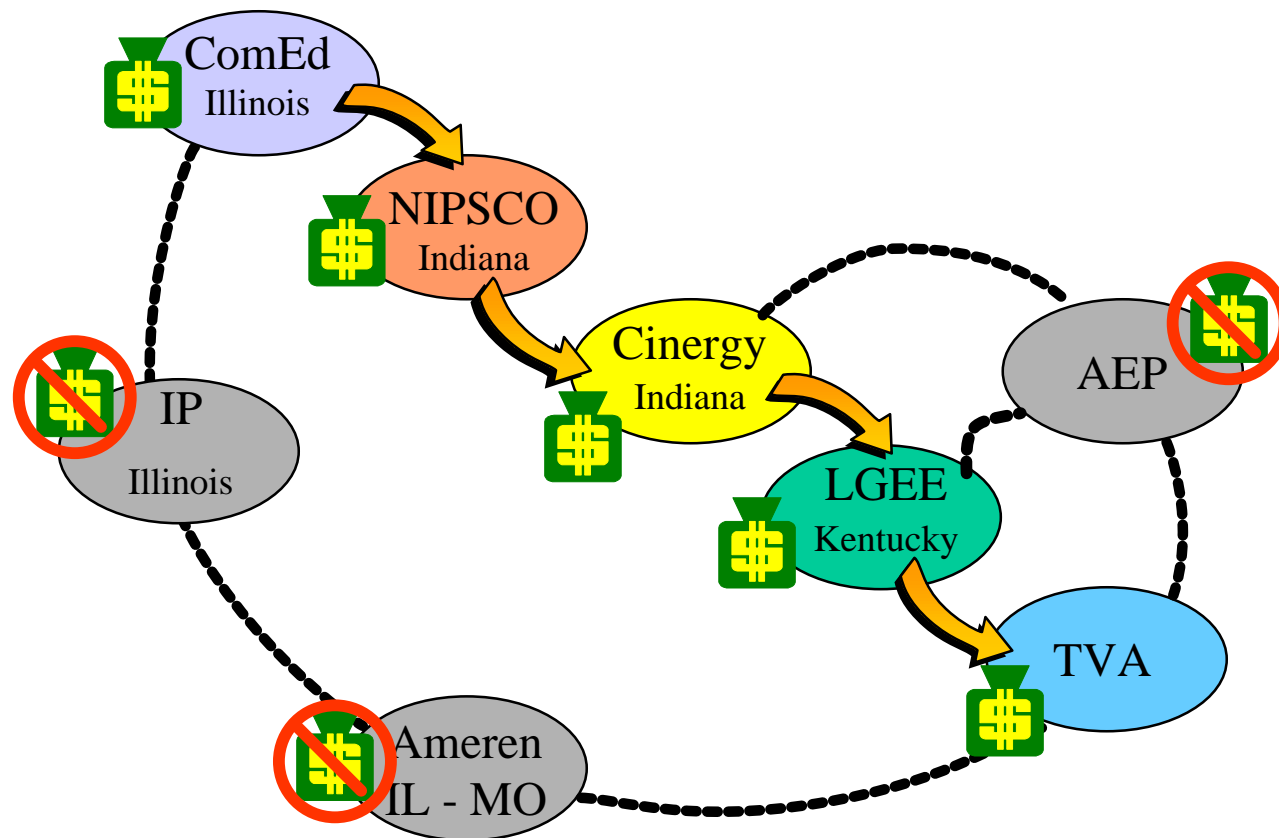 ComEd
Illinois
NIPSCO
Indiana
Cinergy
Indiana
AEP
IP
Illinois
LGEE
Kentucky
TVA
Ameren
IL - MO
$
$
$
$
$
$
$
$